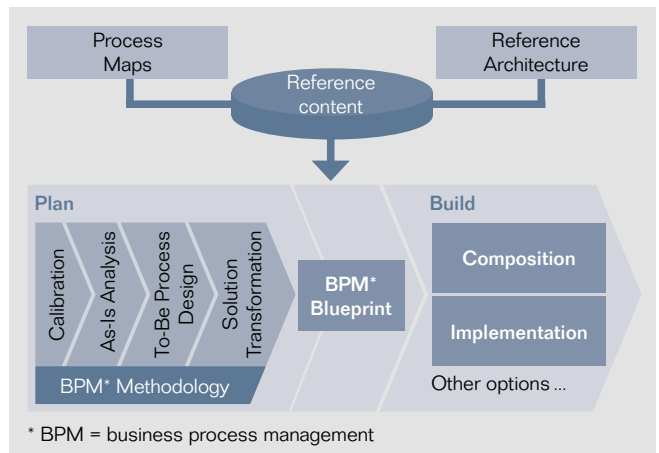 Process
Maps
Reference
Architecture
Reference
content
Plan
Build
Calibration
As-Is Analysis
To-Be Process
Design
Solution
Transformation
BPM* Methodology
BPM*
Blueprint
Composition
Implementation
Other options ...
* BPM = business process management